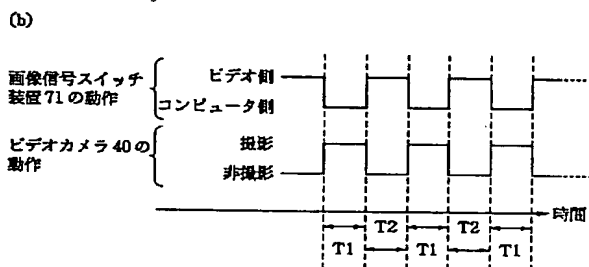 (b)
画像信号スイッチ
装置71の動作
ビデオ側
コンピュータ側
ビデオカメラ40の
動作
撮影
非撮影
時間
T2 T2
T1 T1 T1